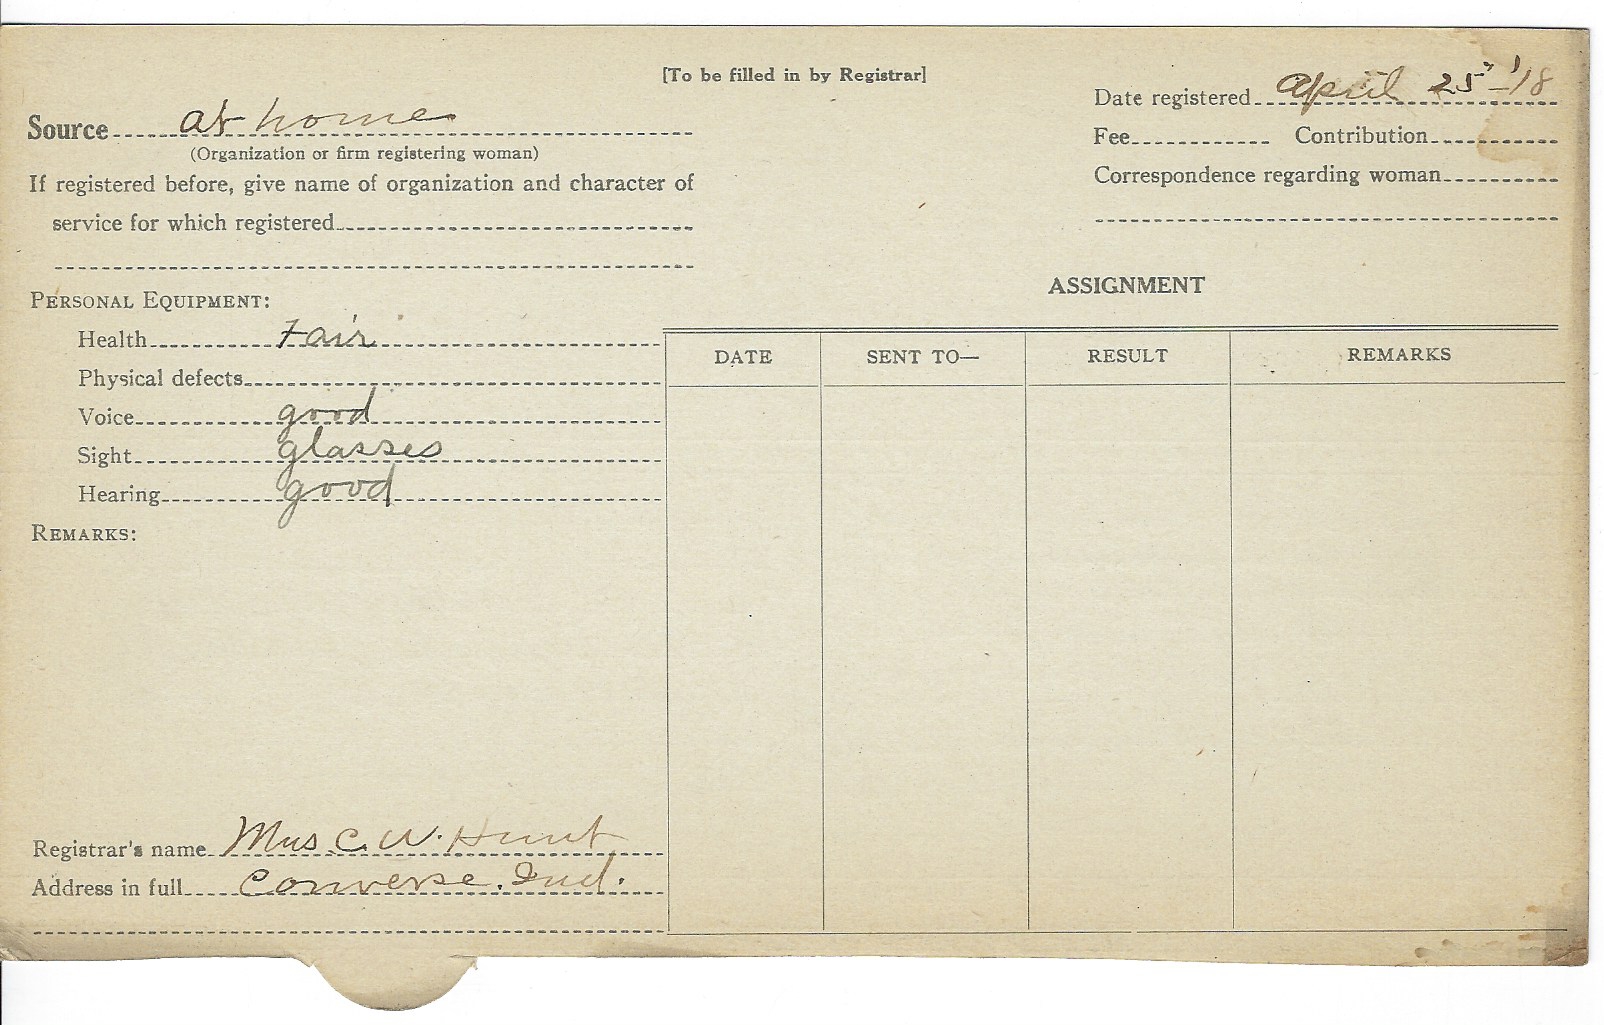 [To be filled in by Registrar]
Source at home
(Organization or firm registering woman)
If registered before, give name of organization and character of
service for which registered
Date registered April 25" - '18
Fee Contribution
Correspondence regarding woman
PERSONAL EQUIPMENT:
Health Fair
Physical defects
Voice good
Sight glasses
Hearing good
REMARKS:
ASSIGNMENT
DATE SENT TO— RESULT REMARKS
Registrar's name Mrs C. W. Hunt
Address in full Converse. Ind.